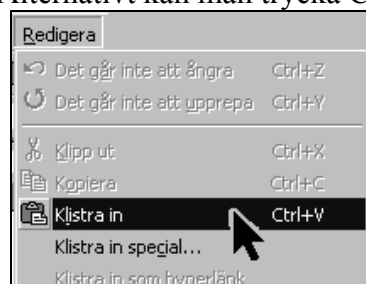 Alternativt kan man trycka C
Redigera
Det går inte att ångra Ctrl+Z
Det går inte att upprepa Ctrl+Y
Klipp ut Ctrl+X
Kopiera Ctrl+C
Klistra in Ctrl+V
Klistra in special...
Klistra in som hyperlänk